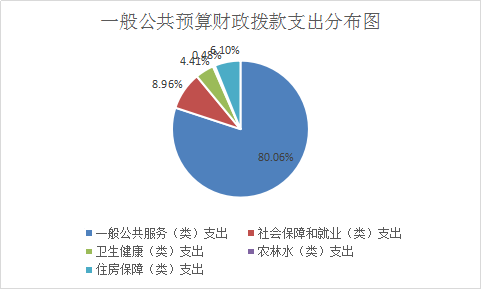 一般公共预算财政拨款支出分布图
0.48% 6.10%
4.41%
8.96%
80.06%
一般公共服务（类）支出 社会保障和就业（类）支出
卫生健康（类）支出 农林水（类）支出
住房保障（类）支出